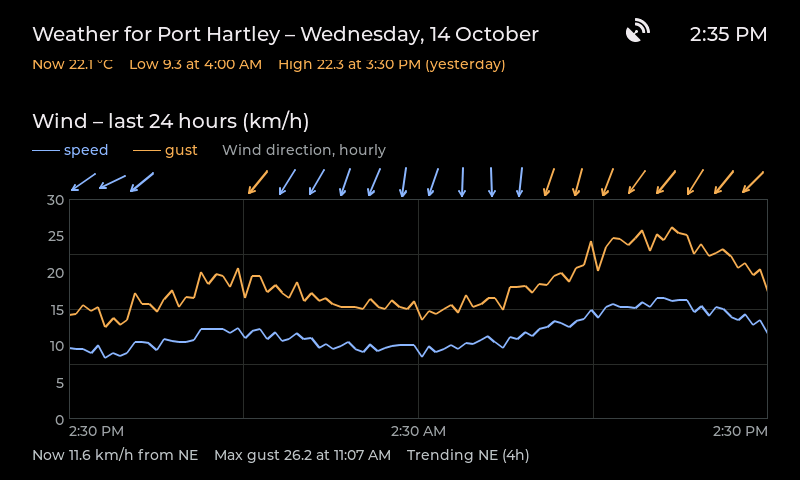 Weather for Port Hartley – Wednesday, 14 October 2:35 PM
Now 22.1 °C Low 9.3 at 4:00 AM High 22.3 at 3:30 PM (yesterday)
Wind – last 24 hours (km/h)
speed gust Wind direction, hourly
30
25
20
15
10
5
0
2:30 PM 2:30 AM 2:30 PM
Now 11.6 km/h from NE Max gust 26.2 at 11:07 AM Trending NE (4h)